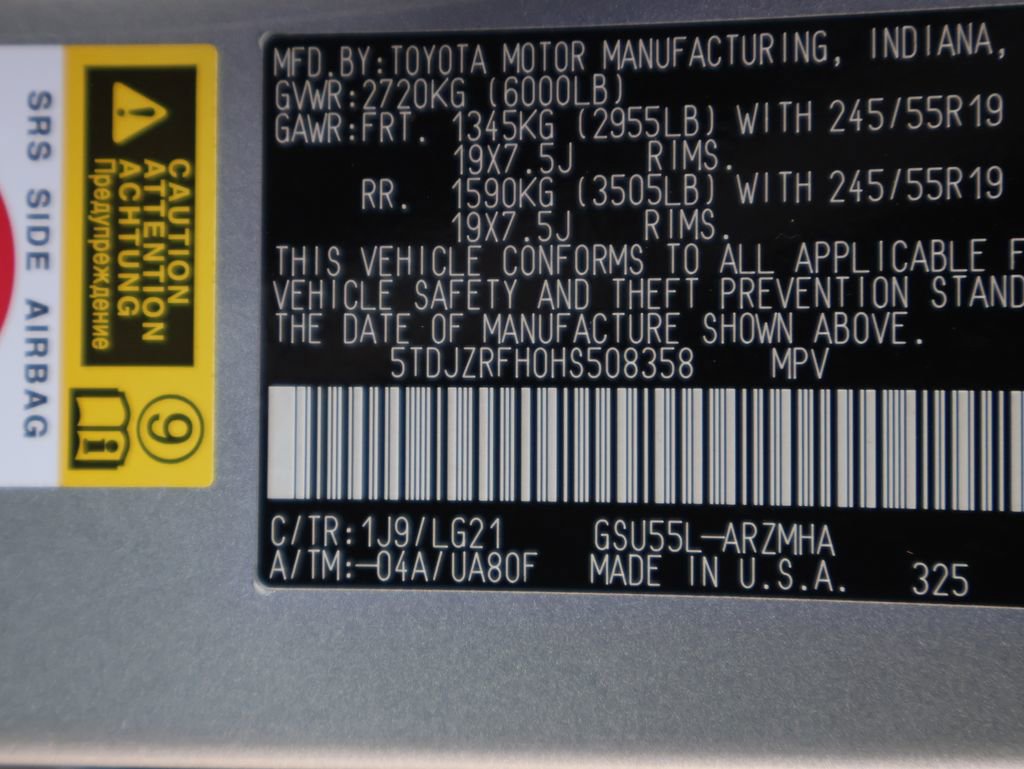 SRS SIDE AIRBAG
CAUTION
ATTENTION
ACHTUNG
Предупреждение
9
MFD.BY:TOYOTA MOTOR MANUFACTURING, INDIANA,
GVWR:2720KG (6000LB)
GAWR:FRT. 1345KG (2955LB) WITH 245/55R19
19X7.5J RIMS.
RR. 1590KG (3505LB) WITH 245/55R19
19X7.5J RIMS.
THIS VEHICLE CONFORMS TO ALL APPLICABLE F
VEHICLE SAFETY AND THEFT PREVENTION STAND
THE DATE OF MANUFACTURE SHOWN ABOVE.
5TDJZRFH0HS508358 MPV
C/TR:1J9/LG21 GSU55L-ARZMHA
A/TM:-04A/UA80F MADE IN U.S.A. 325